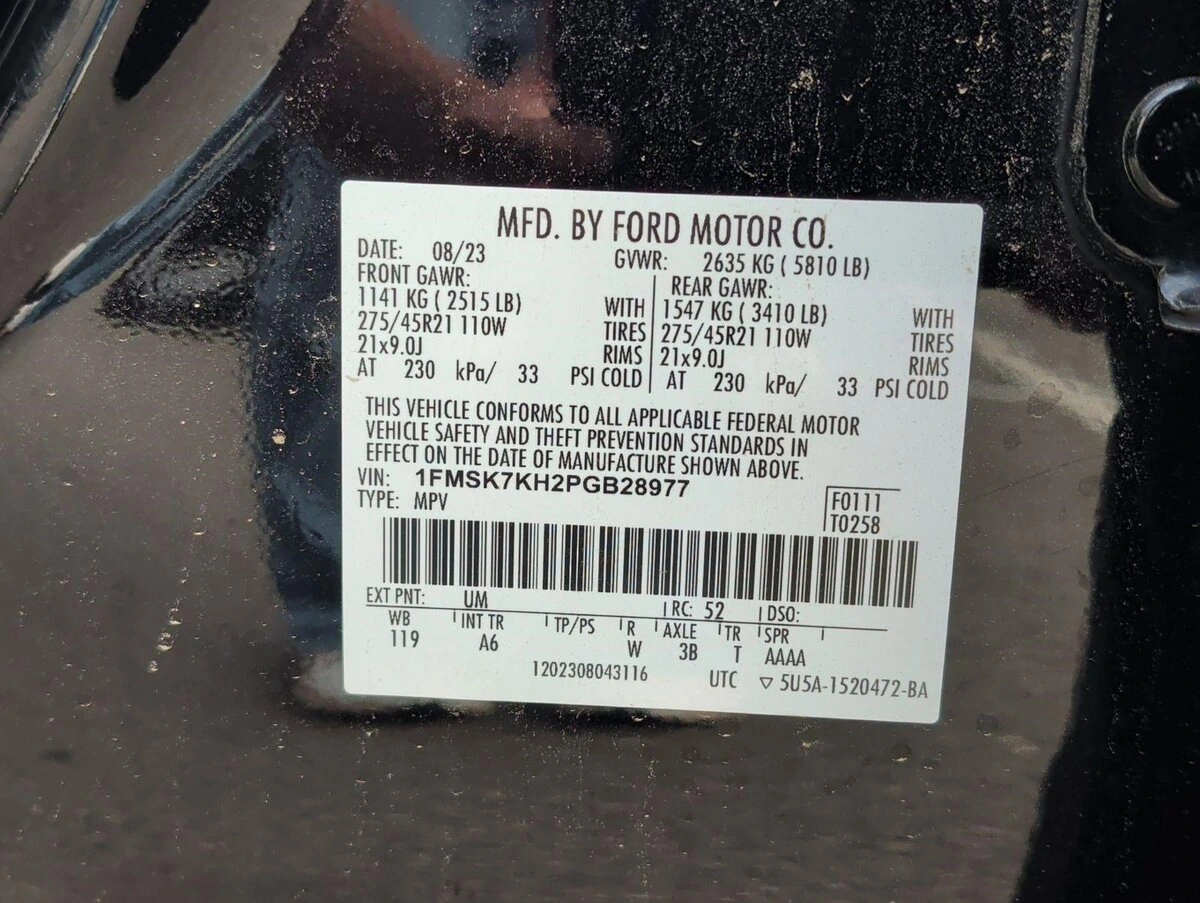 MFD. BY FORD MOTOR CO.
DATE: 08/23 GVWR: 2635 KG ( 5810 LB)
FRONT GAWR: REAR GAWR:
1141 KG ( 2515 LB) WITH 1547 KG ( 3410 LB) WITH
275/45R21 110W TIRES 275/45R21 110W TIRES
21x9.0J RIMS 21x9.0J RIMS
AT 230 kPa/ 33 PSI COLD AT 230 kPa/ 33 PSI COLD
THIS VEHICLE CONFORMS TO ALL APPLICABLE FEDERAL MOTOR
VEHICLE SAFETY AND THEFT PREVENTION STANDARDS IN
EFFECT ON THE DATE OF MANUFACTURE SHOWN ABOVE.
VIN: 1FMSK7KH2PGB28977
TYPE: MPV
F0111
T0258
EXT PNT: UM RC: 52 DSO:
WB INT TR TP/PS R AXLE TR SPR
119 A6 W 3B T AAAA
1202308043116 UTC ▽ 5U5A-1520472-BA